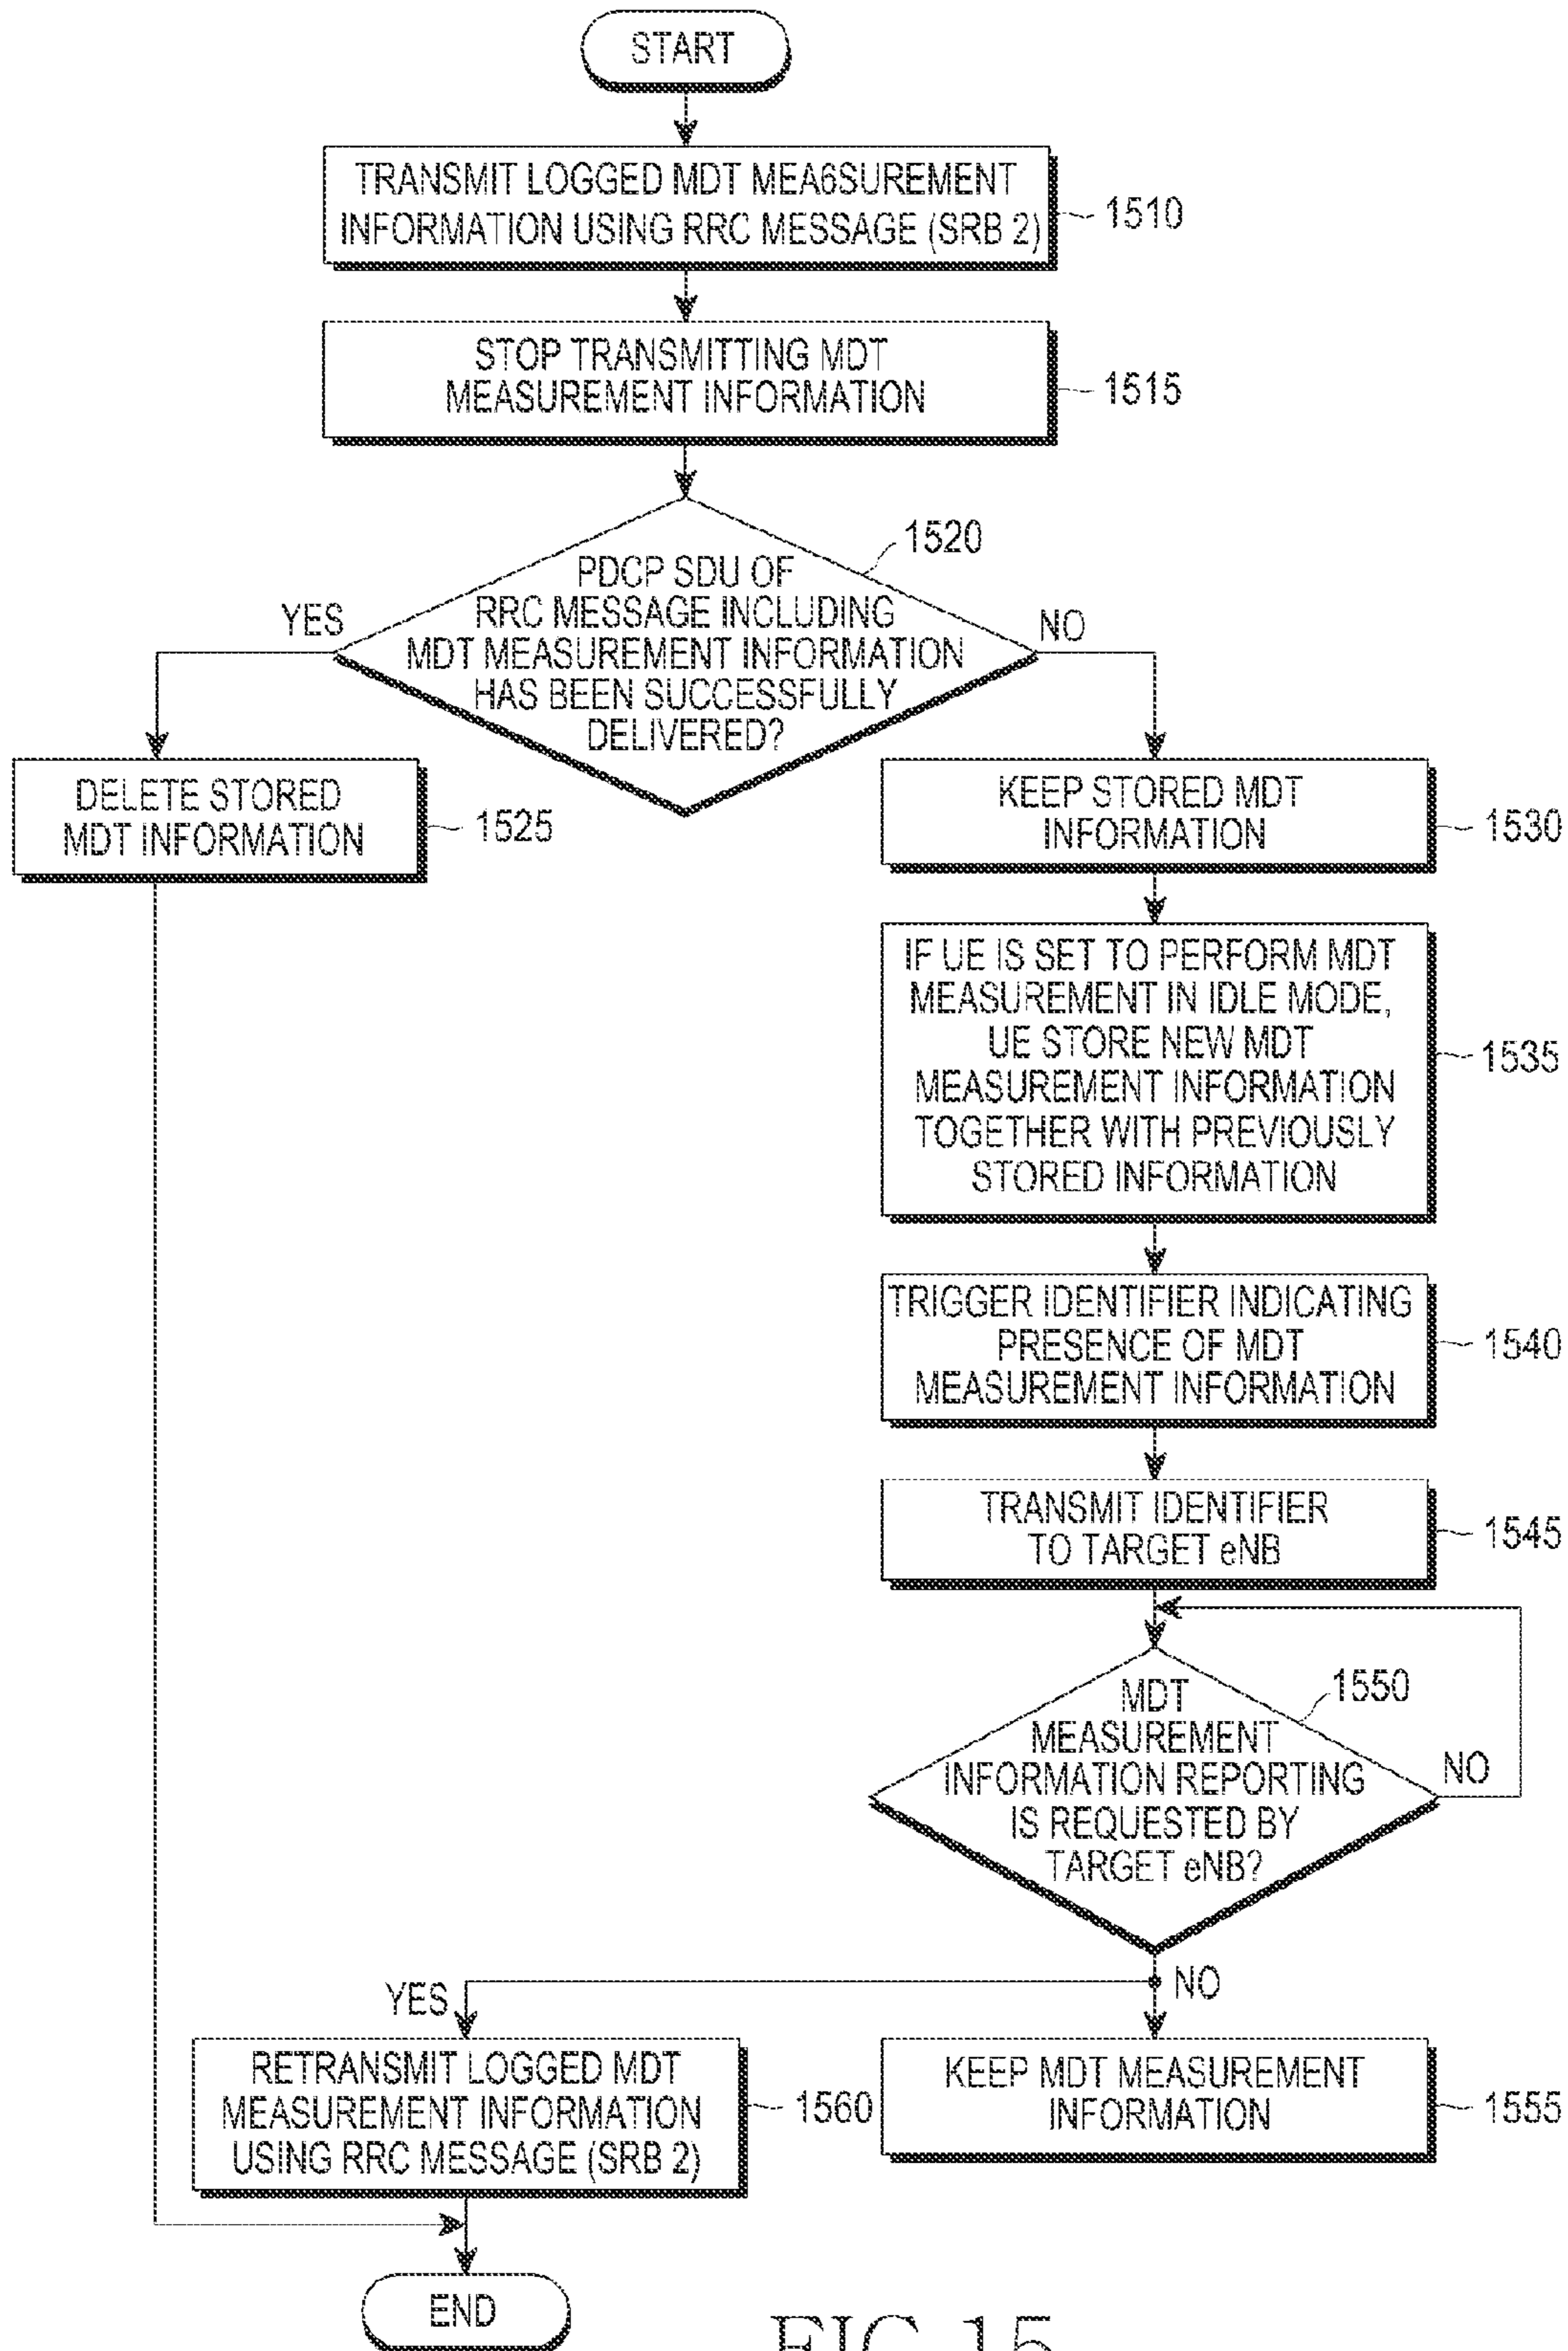 START
TRANSMIT LOGGED MDT MEA6SUREMENT
INFORMATION USING RRC MESSAGE (SRB 2)
1510
STOP TRANSMITTING MDT
MEASUREMENT INFORMATION
1515
1520
PDCP SDU OF
RRC MESSAGE INCLUDING
MDT MEASUREMENT INFORMATION
HAS BEEN SUCCESSFULLY
DELIVERED?
YES
NO
DELETE STORED
MDT INFORMATION
1525
KEEP STORED MDT
INFORMATION
1530
IF UE IS SET TO PERFORM MDT
MEASUREMENT IN IDLE MODE,
UE STORE NEW MDT
MEASUREMENT INFORMATION
TOGETHER WITH PREVIOUSLY
STORED INFORMATION
1535
TRIGGER IDENTIFIER INDICATING
PRESENCE OF MDT
MEASUREMENT INFORMATION
1540
TRANSMIT IDENTIFIER
TO TARGET eNB
1545
1550
MDT
MEASUREMENT
INFORMATION REPORTING
IS REQUESTED BY
TARGET eNB?
NO
YES
NO
RETRANSMIT LOGGED MDT
MEASUREMENT INFORMATION
USING RRC MESSAGE (SRB 2)
1560
KEEP MDT MEASUREMENT
INFORMATION
1555
END
FIG.15